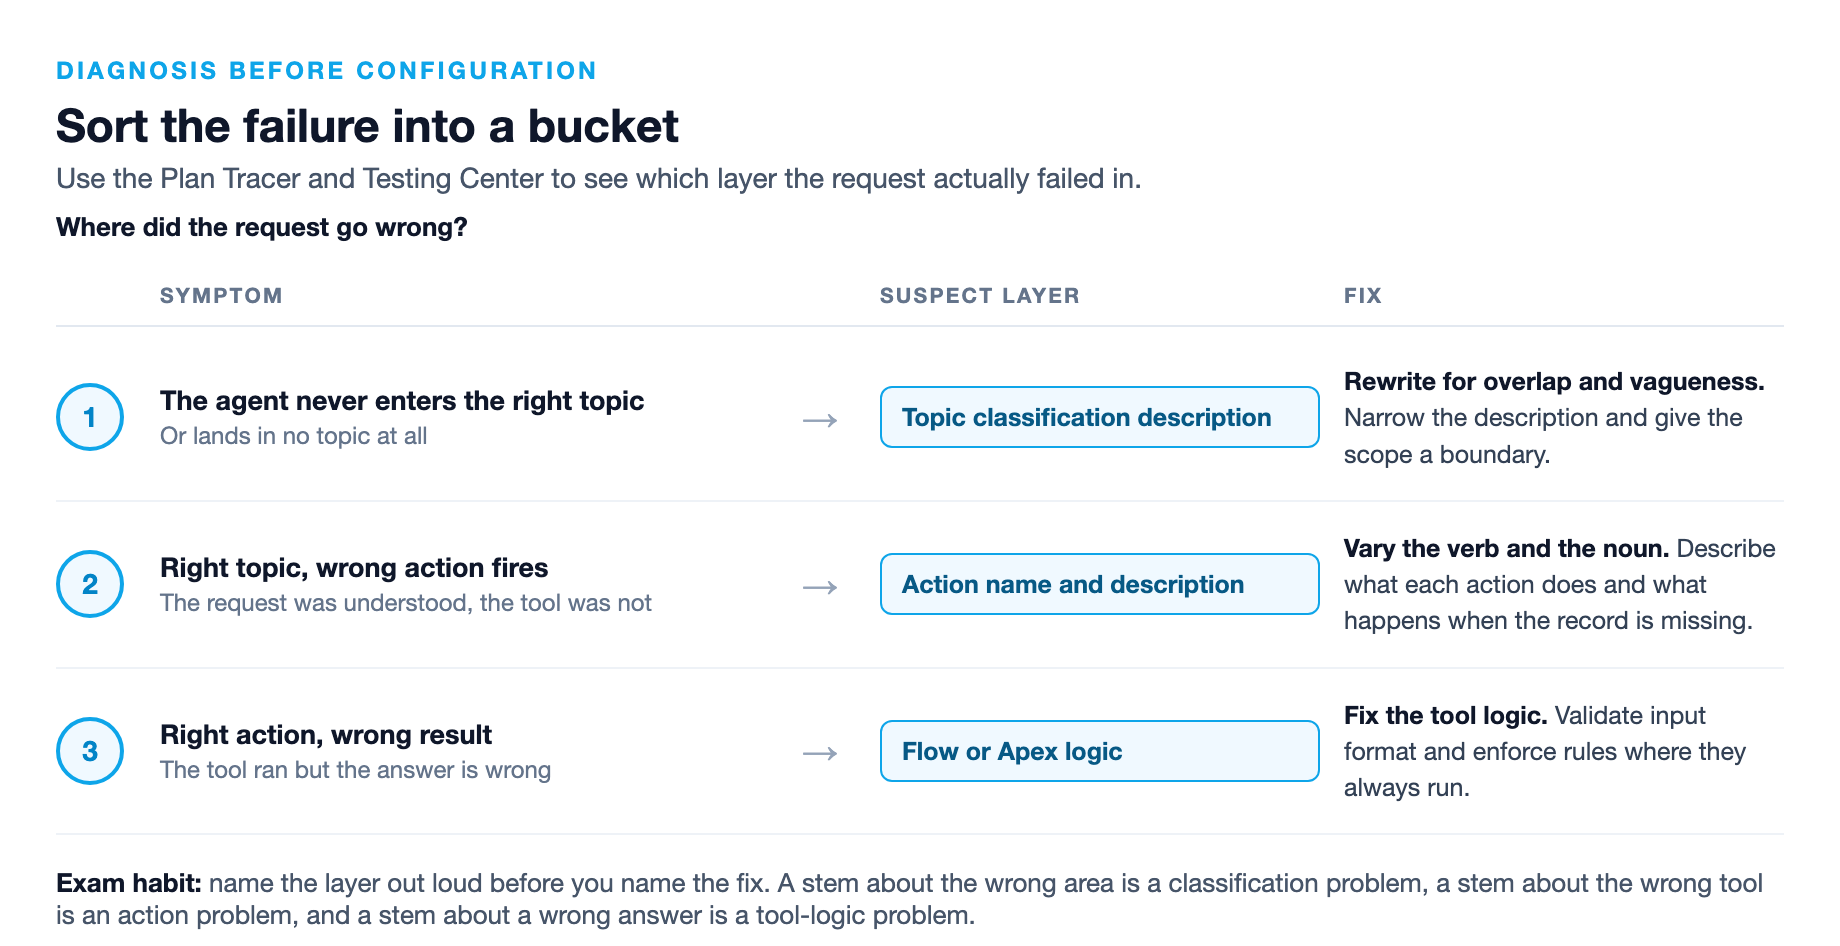 DIAGNOSIS BEFORE CONFIGURATION
Sort the failure into a bucket
Use the Plan Tracer and Testing Center to see which layer the request actually failed in.
Where did the request go wrong?
SYMPTOM
SUSPECT LAYER
FIX
1
The agent never enters the right topic
Or lands in no topic at all
→
Topic classification description
Rewrite for overlap and vagueness.
Narrow the description and give the
scope a boundary.
2
Right topic, wrong action fires
The request was understood, the tool was not
→
Action name and description
Vary the verb and the noun. Describe
what each action does and what
happens when the record is missing.
3
Right action, wrong result
The tool ran but the answer is wrong
→
Flow or Apex logic
Fix the tool logic. Validate input
format and enforce rules where they
always run.
Exam habit: name the layer out loud before you name the fix. A stem about the wrong area is a classification problem, a stem about the wrong tool
is an action problem, and a stem about a wrong answer is a tool-logic problem.